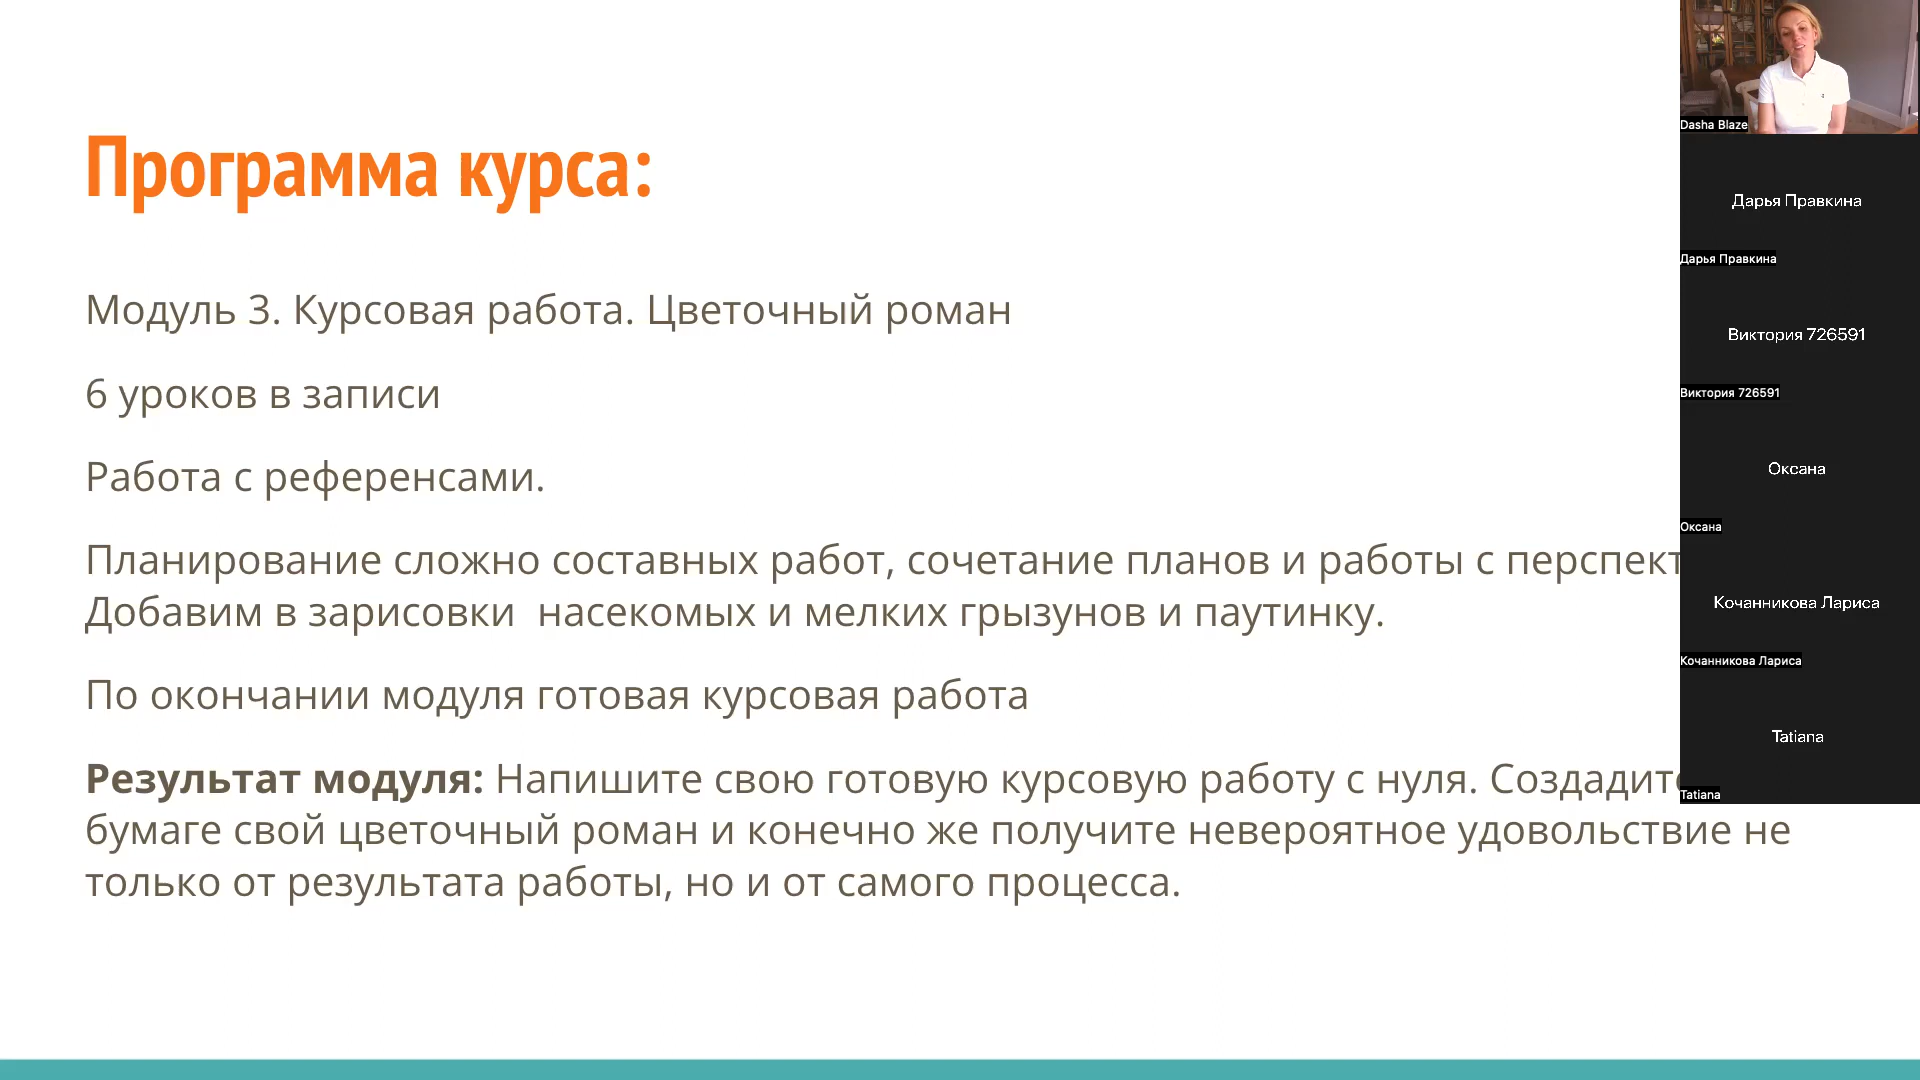 Программа курса:
Модуль 3. Курсовая работа. Цветочный роман
6 уроков в записи
Работа с референсами.
Планирование сложно составных работ, сочетание планов и работы с
Добавим в зарисовки  насекомых и мелких грызунов и паутинку.
По окончании модуля готовая курсовая работа
Результат модуля: Напишите свою готовую курсовую работу с нуля.
бумаге свой цветочный роман и конечно же получите невероятное удовольствие не
только от результата работы, но и от самого процесса.
Dasha Blaze
Дарья Правкина
Дарья Правкина
Виктория 726591
Виктория 726591
Оксана
Оксана
Кочанникова Лариса
Кочанникова Лариса
Tatiana
Tatiana